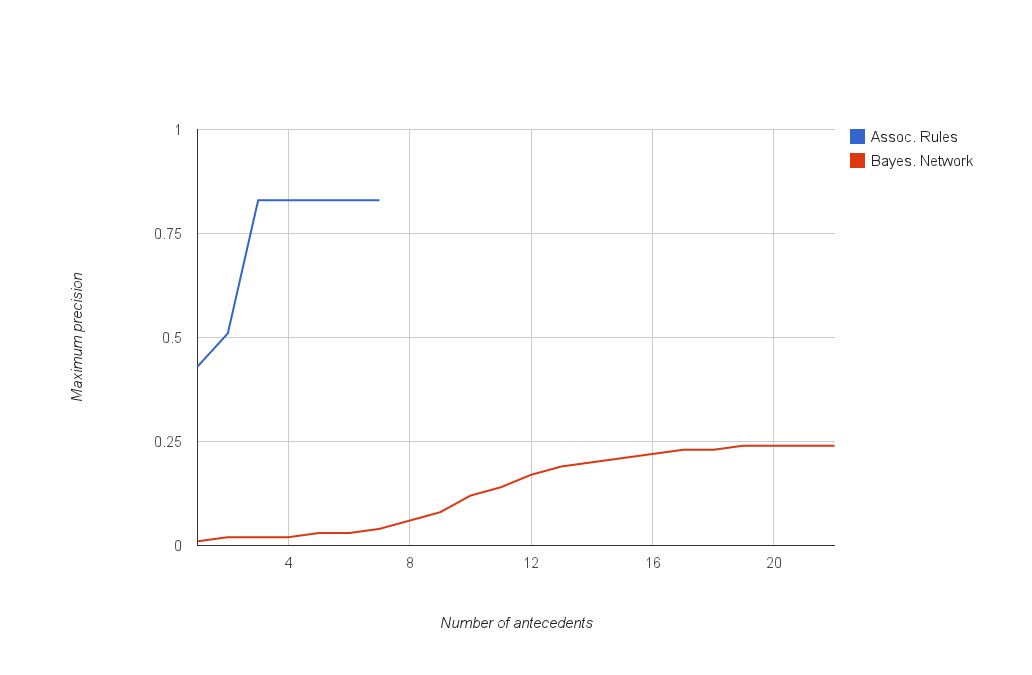 1
0.75
0.5
0.25
0
4
8
12
16
20
Maximum precision
Number of antecedents
Assoc. Rules
Bayes. Network